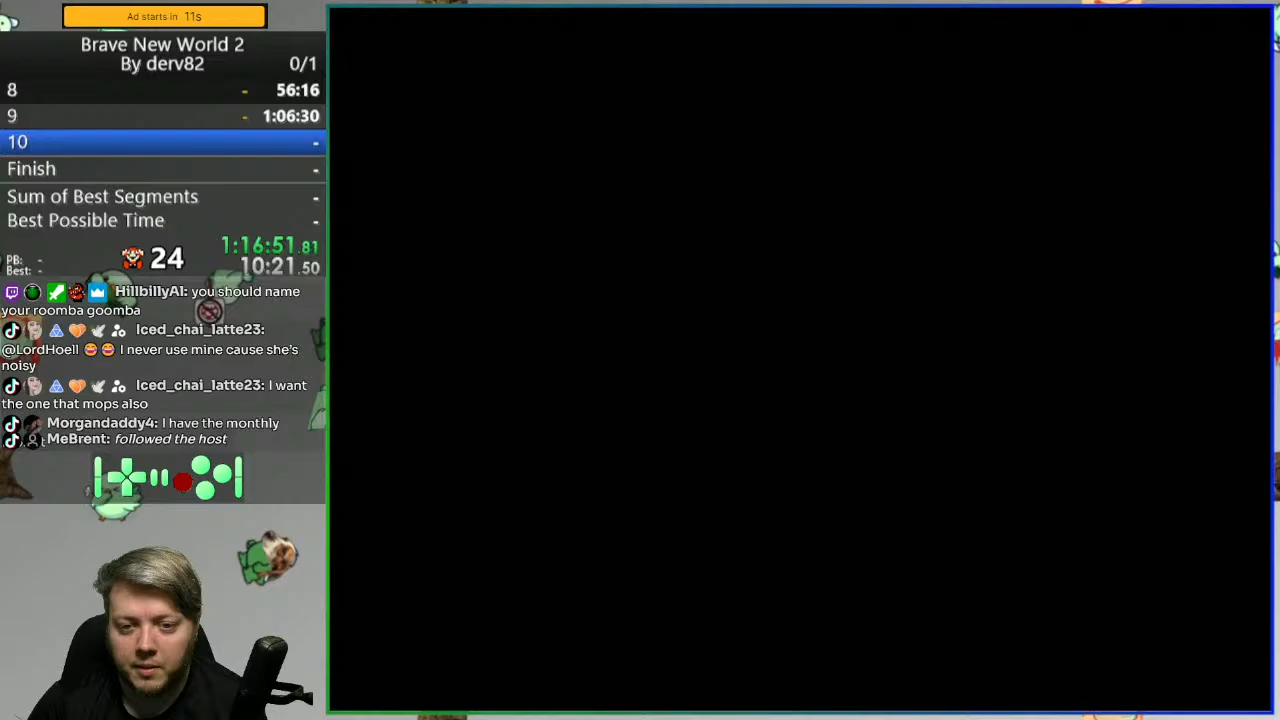 Ad starts in 11s
Brave New World 2
By derv82 0/1
8 - 56:16
9 - 1:06:30
10 -
Finish -
Sum of Best Segments -
Best Possible Time -
PB: -
Best: -
24
1:16:51.81
10:21.50
HillbillyAl: you should name
your roomba goomba
Iced_chai_latte23:
@LordHoell 😄 😄 I never use mine cause she's
noisy
Iced_chai_latte23: I want
the one that mops also
Morgandaddy4: I have the monthly
MeBrent: followed the host